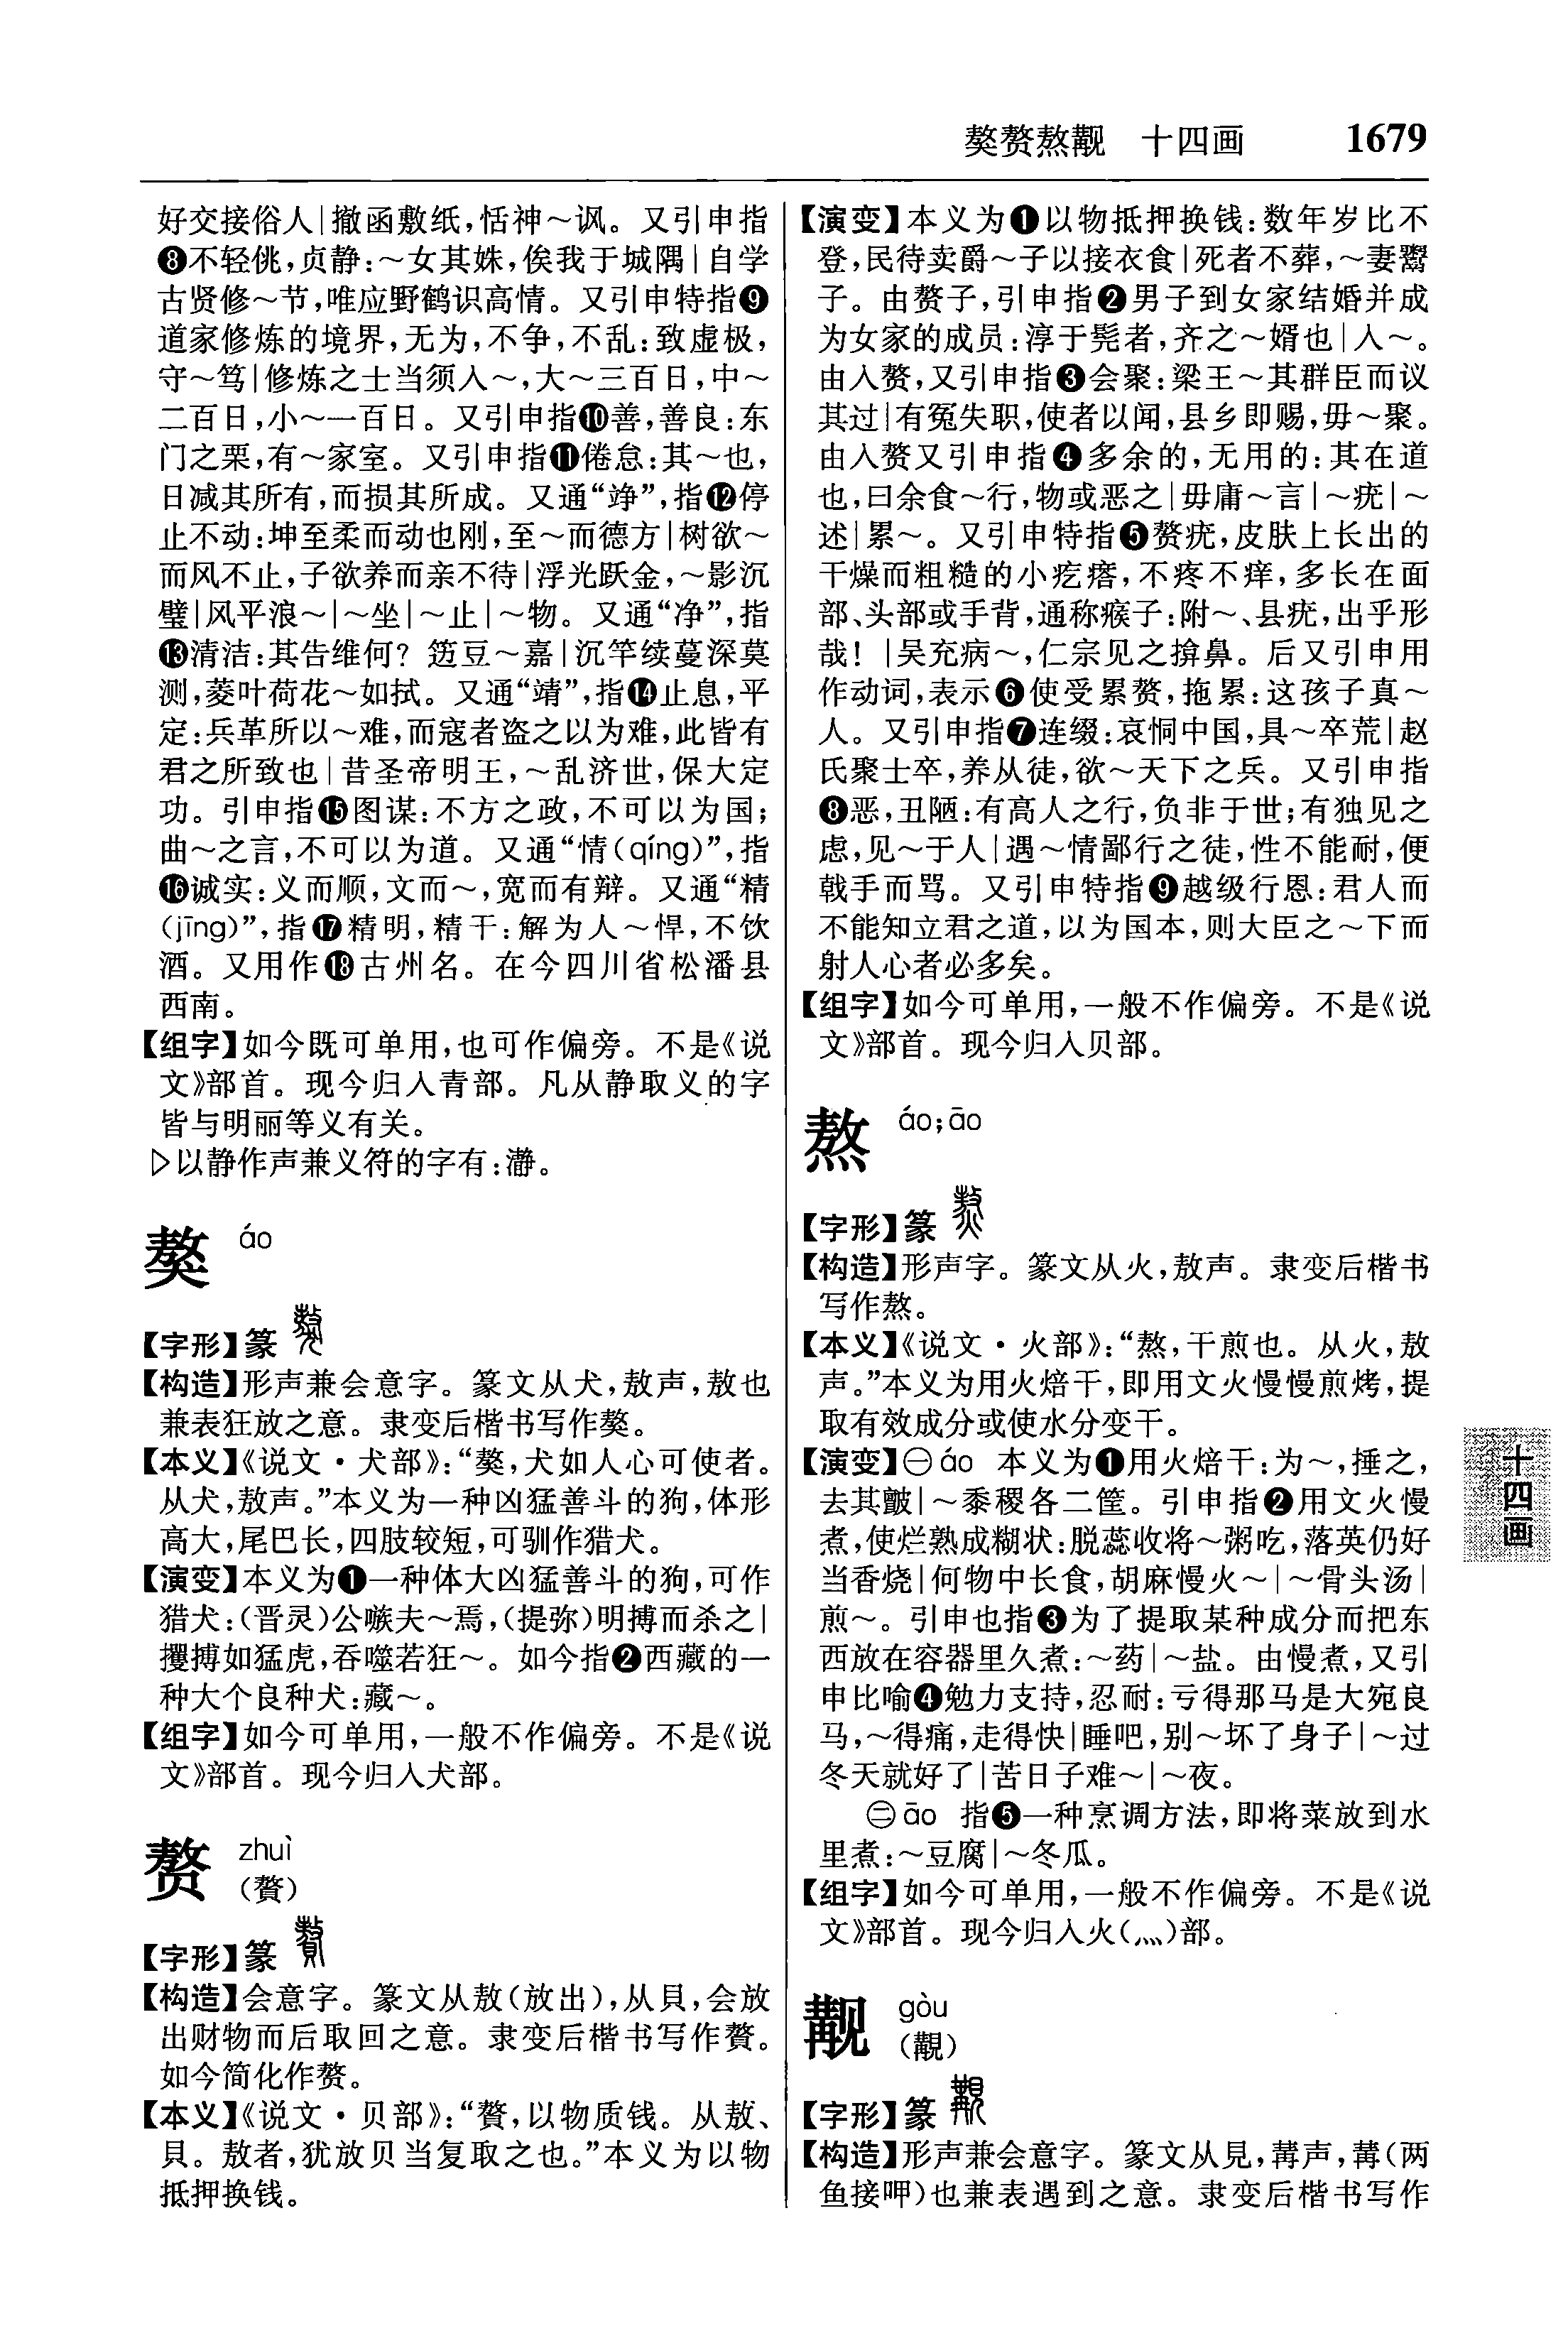 獒赘熬觏　十四画　1679
好交接俗人|撤函敷纸,恬神～讽。又引申指
❽不轻佻,贞静:～女其姝,俟我于城隅|自学
古贤修～节,唯应野鹤识高情。又引申特指❾
道家修炼的境界,无为,不争,不乱:致虚极,
守～笃|修炼之士当须入～,大～三百日,中～
二百日,小～一百日。又引申指❿善,善良:东
门之栗,有～家室。又引申指⓫倦怠:其～也,
日减其所有,而损其所成。又通“竫”,指⓬停
止不动:坤至柔而动也刚,至～而德方|树欲～
而风不止,子欲养而亲不待|浮光跃金,～影沉
璧|风平浪～|～坐|～止|～物。又通“净”,指
⓭清洁:其告维何?笾豆～嘉|沉竿续蔓深莫
测,菱叶荷花～如拭。又通“靖”,指⓮止息,平
定:兵革所以～难,而寇者盗之以为难,此皆有
君之所致也|昔圣帝明王,～乱济世,保大定
功。引申指⓯图谋:不方之政,不可以为国;
曲～之言,不可以为道。又通“情(qíng)”,指
⓰诚实:义而顺,文而～,宽而有辩。又通“精
(jīng)”,指⓱精明,精干:解为人～悍,不饮
酒。又用作⓲古州名。在今四川省松潘县
西南。
【组字】如今既可单用,也可作偏旁。不是《说
文》部首。现今归入青部。凡从静取义的字
皆与明丽等义有关。
▷以静作声兼义符的字有:瀞。
獒 áo
【字形】篆
【构造】形声兼会意字。篆文从犬,敖声,敖也
兼表狂放之意。隶变后楷书写作獒。
【本义】《说文·犬部》:“獒,犬如人心可使者。
从犬,敖声。”本义为一种凶猛善斗的狗,体形
高大,尾巴长,四肢较短,可驯作猎犬。
【演变】本义为❶一种体大凶猛善斗的狗,可作
猎犬:(晋灵)公嗾夫～焉,(提弥)明搏而杀之|
攫搏如猛虎,吞噬若狂～。如今指❷西藏的一
种大个良种犬:藏～。
【组字】如今可单用,一般不作偏旁。不是《说
文》部首。现今归入犬部。
赘 zhuì
(贅)
【字形】篆
【构造】会意字。篆文从敖(放出),从貝,会放
出财物而后取回之意。隶变后楷书写作贅。
如今简化作赘。
【本义】《说文·贝部》:“贅,以物质钱。从敖、
貝。敖者,犹放贝当复取之也。”本义为以物
抵押换钱。
【演变】本义为❶以物抵押换钱:数年岁比不
登,民待卖爵～子以接衣食|死者不葬,～妻鬻
子。由赘子,引申指❷男子到女家结婚并成
为女家的成员:淳于髡者,齐之～婿也|入～。
由入赘,又引申指❸会聚:梁王～其群臣而议
其过|有冤失职,使者以闻,县乡即赐,毋～聚。
由入赘又引申指❹多余的,无用的:其在道
也,曰余食～行,物或恶之|毋庸～言|～疣|～
述|累～。又引申特指❺赘疣,皮肤上长出的
干燥而粗糙的小疙瘩,不疼不痒,多长在面
部、头部或手背,通称瘊子:附～、县疣,出乎形
哉!|吴充病～,仁宗见之揜鼻。后又引申用
作动词,表示❻使受累赘,拖累:这孩子真～
人。又引申指❼连缀:哀恫中国,具～卒荒|赵
氏聚士卒,养从徒,欲～天下之兵。又引申指
❽恶,丑陋:有高人之行,负非于世;有独见之
虑,见～于人|遇～情鄙行之徒,性不能耐,便
戟手而骂。又引申特指❾越级行恩:君人而
不能知立君之道,以为国本,则大臣之～下而
射人心者必多矣。
【组字】如今可单用,一般不作偏旁。不是《说
文》部首。现今归入贝部。
熬 áo;āo
【字形】篆
【构造】形声字。篆文从火,敖声。隶变后楷书
写作熬。
【本义】《说文·火部》:“熬,干煎也。从火,敖
声。”本义为用火焙干,即用文火慢慢煎烤,提
取有效成分或使水分变干。
【演变】㊀áo 本义为❶用火焙干:为～,捶之,
去其皽|～黍稷各二筐。引申指❷用文火慢
煮,使烂熟成糊状:脱蕊收将～粥吃,落英仍好
当香烧|何物中长食,胡麻慢火～|～骨头汤|
煎～。引申也指❸为了提取某种成分而把东
西放在容器里久煮:～药|～盐。由慢煮,又引
申比喻❹勉力支持,忍耐:亏得那马是大宛良
马,～得痛,走得快|睡吧,别～坏了身子|～过
冬天就好了|苦日子难～|～夜。
㊁āo 指❺一种烹调方法,即将菜放到水
里煮:～豆腐|～冬瓜。
【组字】如今可单用,一般不作偏旁。不是《说
文》部首。现今归入火(灬)部。
觏 gòu
(覯)
【字形】篆
【构造】形声兼会意字。篆文从見,冓声,冓(两
鱼接呷)也兼表遇到之意。隶变后楷书写作
十四画